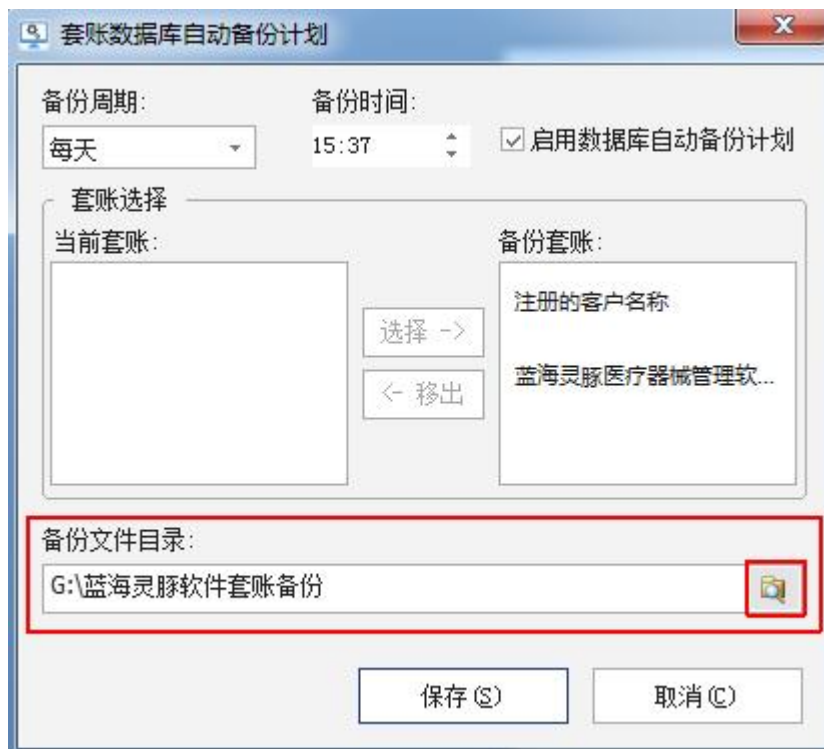 套账数据库自动备份计划
备份周期: 备份时间:
每天 15:37 启用数据库自动备份计划
套账选择
当前套账: 备份套账:
注册的客户名称
选择 ->
蓝海灵豚医疗器械管理软...
<- 移出
备份文件目录:
G:\蓝海灵豚软件套账备份
保存(S) 取消(C)